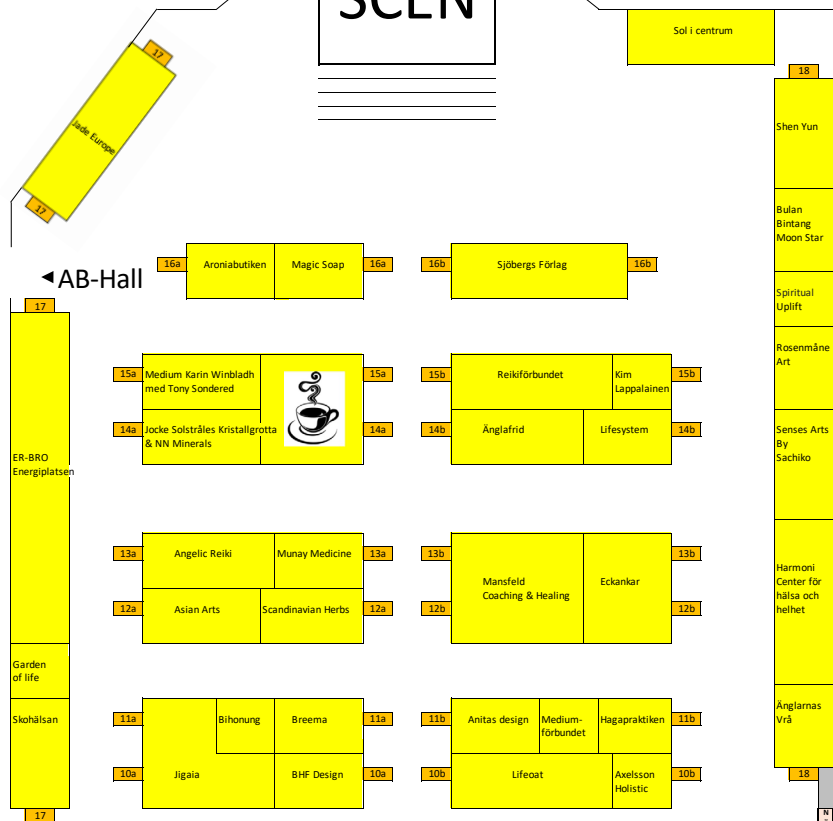 SCEN
Sol i centrum
17
18
Jade Europe
Shen Yun
17
Bulan
Bintang
Moon Star
16a
Aroniabutiken
Magic Soap
16a
16b
Sjöbergs Förlag
16b
◄AB-Hall
17
Spiritual
Uplift
15a
Medium Karin Winbladh
med Tony Sondered
15a
15b
Reikiförbundet
Kim
Lappalainen
15b
Rosenmåne
Art
14a
Jocke Solstråles Kristallgrotta
& NN Minerals
14a
14b
Änglafrid
Lifesystem
14b
Senses Arts
By
Sachiko
ER-BRO
Energiplatsen
13a
Angelic Reiki
Munay Medicine
13a
13b
Mansfeld
Coaching & Healing
Eckankar
13b
Harmoni
Center för
hälsa och
helhet
12a
Asian Arts
Scandinavian Herbs
12a
12b
12b
Garden
of life
Skohälsan
11a
Bihonung
Breema
11a
11b
Anitas design
Medium-
förbundet
Hagapraktiken
11b
Änglarnas
Vrå
10a
Jigaia
BHF Design
10a
10b
Lifeoat
Axelsson
Holistic
10b
18
17
N